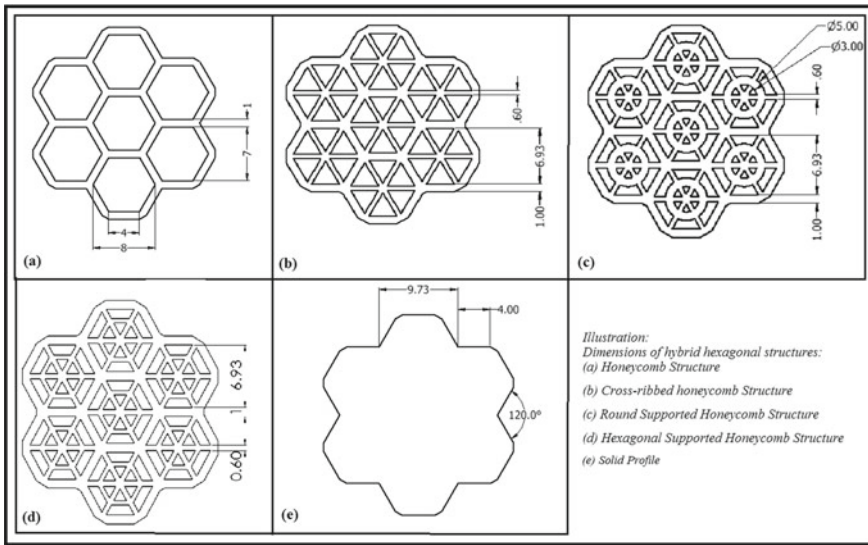 1
7
4
8
(a)
.60
6.93
1.00
(b)
Ø5.00
Ø3.00
.60
6.93
1.00
(c)
6.93
1
0.60
(d)
9.73
4.00
120.0°
(e)
Illustration:
Dimensions of hybrid hexagonal structures:
(a) Honeycomb Structure
(b) Cross-ribbed honeycomb Structure
(c) Round Supported Honeycomb Structure
(d) Hexagonal Supported Honeycomb Structure
(e) Solid Profile